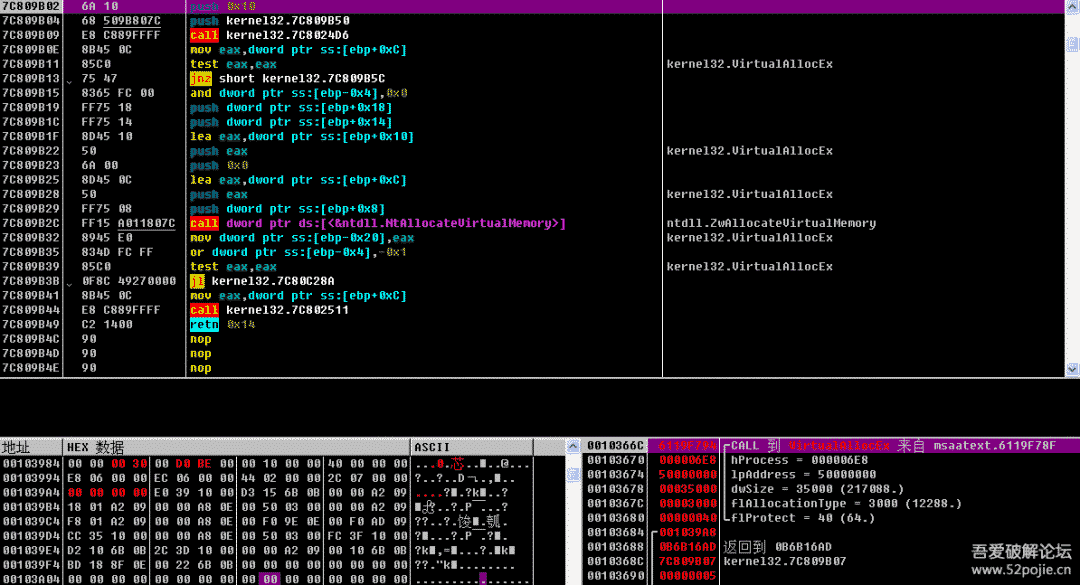 7C809B02 6A 10 push 0x10
7C809B04 68 509B807C push kernel32.7C809B50
7C809B09 E8 C889FFFF call kernel32.7C8024D6
7C809B0E 8B45 0C mov eax,dword ptr ss:[ebp+0xC]
7C809B11 85C0 test eax,eax kernel32.VirtualAllocEx
7C809B13 75 47 jnz short kernel32.7C809B5C
7C809B15 8365 FC 00 and dword ptr ss:[ebp-0x4],0x0
7C809B19 FF75 18 push dword ptr ss:[ebp+0x18]
7C809B1C FF75 14 push dword ptr ss:[ebp+0x14]
7C809B1F 8D45 10 lea eax,dword ptr ss:[ebp+0x10]
7C809B22 50 push eax kernel32.VirtualAllocEx
7C809B23 6A 00 push 0x0
7C809B25 8D45 0C lea eax,dword ptr ss:[ebp+0xC]
7C809B28 50 push eax kernel32.VirtualAllocEx
7C809B29 FF75 08 push dword ptr ss:[ebp+0x8]
7C809B2C FF15 A011807C call dword ptr ds:[<&ntdll.NtAllocateVirtualMemory>] ntdll.ZwAllocateVirtualMemory
7C809B32 8945 E0 mov dword ptr ss:[ebp-0x20],eax kernel32.VirtualAllocEx
7C809B35 834D FC FF or dword ptr ss:[ebp-0x4],-0x1
7C809B39 85C0 test eax,eax kernel32.VirtualAllocEx
7C809B3B 0F8C 49270000 jl kernel32.7C80C28A
7C809B41 8B45 0C mov eax,dword ptr ss:[ebp+0xC]
7C809B44 E8 C889FFFF call kernel32.7C802511
7C809B49 C2 1400 retn 0x14
7C809B4C 90 nop
7C809B4D 90 nop
7C809B4E 90 nop
地址 HEX 数据 ASCII
00103984 00 00 00 30 00 D0 BE 00 00 10 00 00 40 00 00 00
00103994 E8 06 00 00 EC 06 00 00 44 02 00 00 2C 07 00 00
001039A4 00 00 00 00 E0 39 10 00 D3 15 6B 0B 00 00 A2 09
001039B4 18 01 A2 09 00 00 A8 0E 00 50 03 00 00 00 A2 09
001039C4 F8 01 A2 09 00 00 A8 0E 00 F0 9E 0E 00 F0 AD 09
001039D4 CC 35 10 00 00 00 A8 0E 00 50 03 00 FC 3F 10 00
001039E4 D2 10 6B 0B 2C 3D 10 00 00 00 A2 09 00 10 6B 0B
001039F4 BD 18 8F 0E 00 22 6B 0B 00 00 00 00 00 00 00 00
00103A04 00 00 00 00 00 00 00 00 00 00 00 00 00 00 00 00
0010366C 6119F784 CALL 到 VirtualAllocEx 来自 msaatext.6119F78F
00103670 000006E8 hProcess = 000006E8
00103674 50000000 lpAddress = 50000000
00103678 00035000 dwSize = 35000 (217088.)
0010367C 00003000 flAllocationType = 3000 (12288.)
00103680 00000040 flProtect = 40 (64.)
00103684 001039A8
00103688 0B6B16AD 返回到 0B6B16AD
0010368C 7C809B07 kernel32.7C809B07
00103690 00000005
吾爱破解论坛
www.52pojie.cn